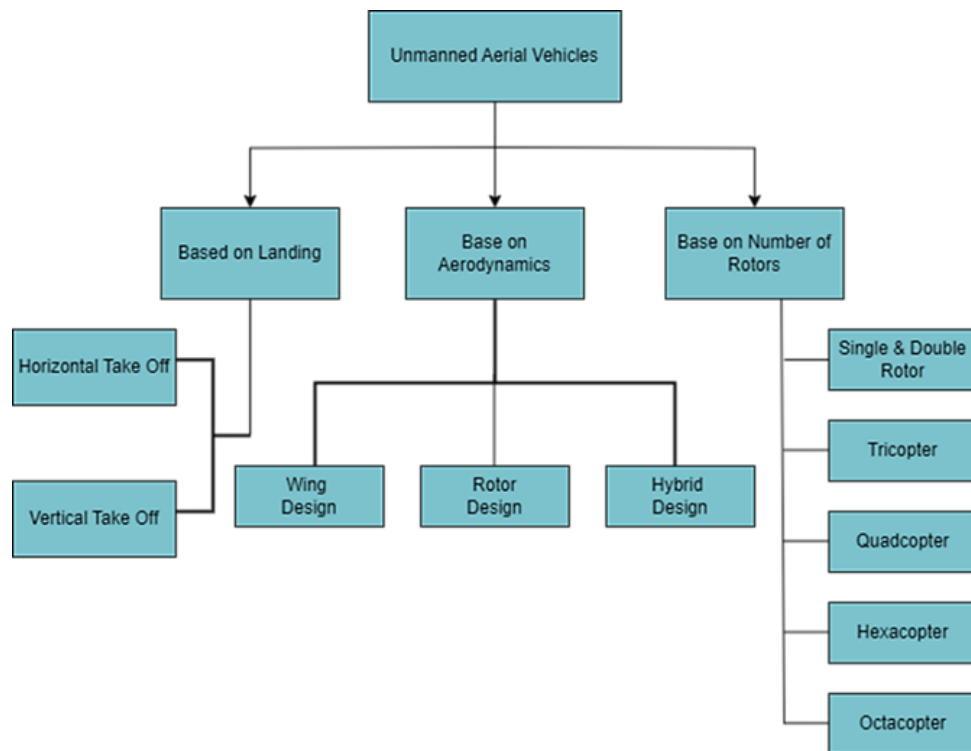 Unmanned Aerial Vehicles
Based on Landing
Base on
Aerodynamics
Base on Number of
Rotors
Horizontal Take Off
Vertical Take Off
Wing
Design
Rotor
Design
Hybrid
Design
Single & Double
Rotor
Tricopter
Quadcopter
Hexacopter
Octacopter